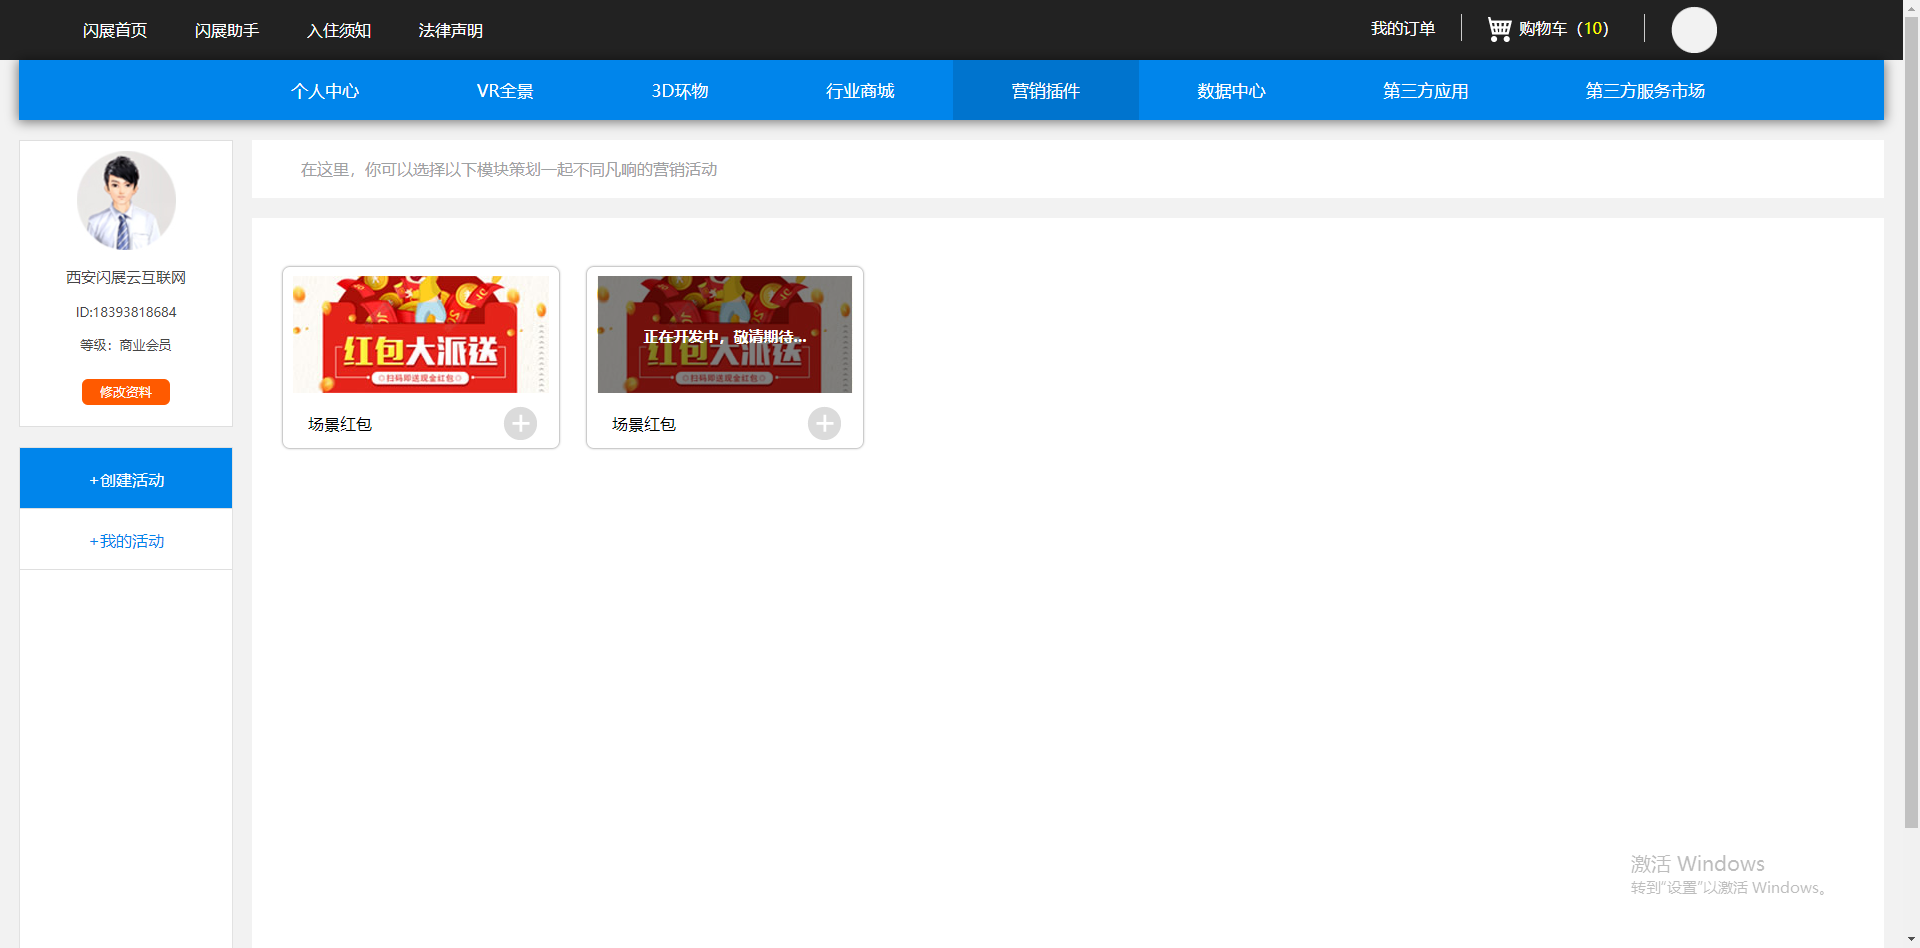 闪展首页 闪展助手 入住须知 法律声明 我的订单 购物车（10）
个人中心 VR全景 3D环物 行业商城 营销插件 数据中心 第三方应用 第三方服务市场
在这里，你可以选择以下模块策划一起不同凡响的营销活动
西安闪展云互联网
ID:18393818684
等级：商业会员
修改资料
+创建活动
+我的活动
红包大派送
扫码即送现金红包
场景红包
正在开发中，敬请期待...
红包大派送
扫码即送现金红包
场景红包
激活 Windows
转到“设置”以激活 Windows。